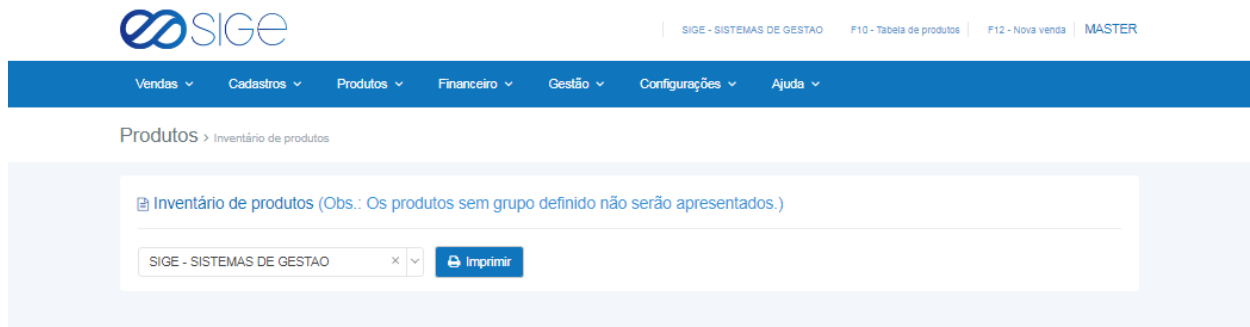 SIGE
SIGE - SISTEMAS DE GESTAO F10 - Tabela de produtos F12 - Nova venda MASTER
Vendas Cadastros Produtos Financeiro Gestão Configurações Ajuda
Produtos > Inventário de produtos
Inventário de produtos (Obs.: Os produtos sem grupo definido não serão apresentados.)
SIGE - SISTEMAS DE GESTAO × Imprimir